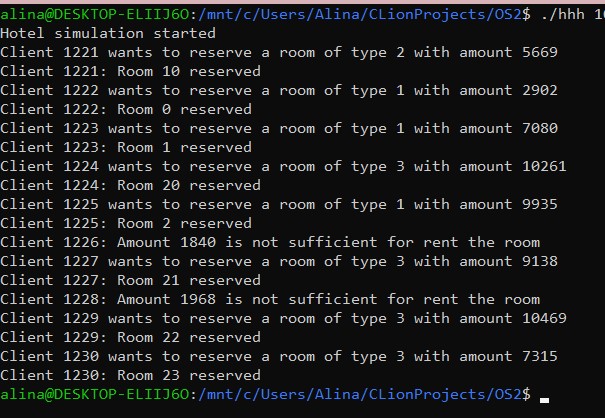 alina@DESKTOP-ELIIJ6O:/mnt/c/Users/Alina/CLionProjects/OS2$ ./hhh 10
Hotel simulation started
Client 1221 wants to reserve a room of type 2 with amount 5669
Client 1221: Room 10 reserved
Client 1222 wants to reserve a room of type 1 with amount 2902
Client 1222: Room 0 reserved
Client 1223 wants to reserve a room of type 1 with amount 7080
Client 1223: Room 1 reserved
Client 1224 wants to reserve a room of type 3 with amount 10261
Client 1224: Room 20 reserved
Client 1225 wants to reserve a room of type 1 with amount 9935
Client 1225: Room 2 reserved
Client 1226: Amount 1840 is not sufficient for rent the room
Client 1227 wants to reserve a room of type 3 with amount 9138
Client 1227: Room 21 reserved
Client 1228: Amount 1968 is not sufficient for rent the room
Client 1229 wants to reserve a room of type 3 with amount 10469
Client 1229: Room 22 reserved
Client 1230 wants to reserve a room of type 3 with amount 7315
Client 1230: Room 23 reserved
alina@DESKTOP-ELIIJ6O:/mnt/c/Users/Alina/CLionProjects/OS2$